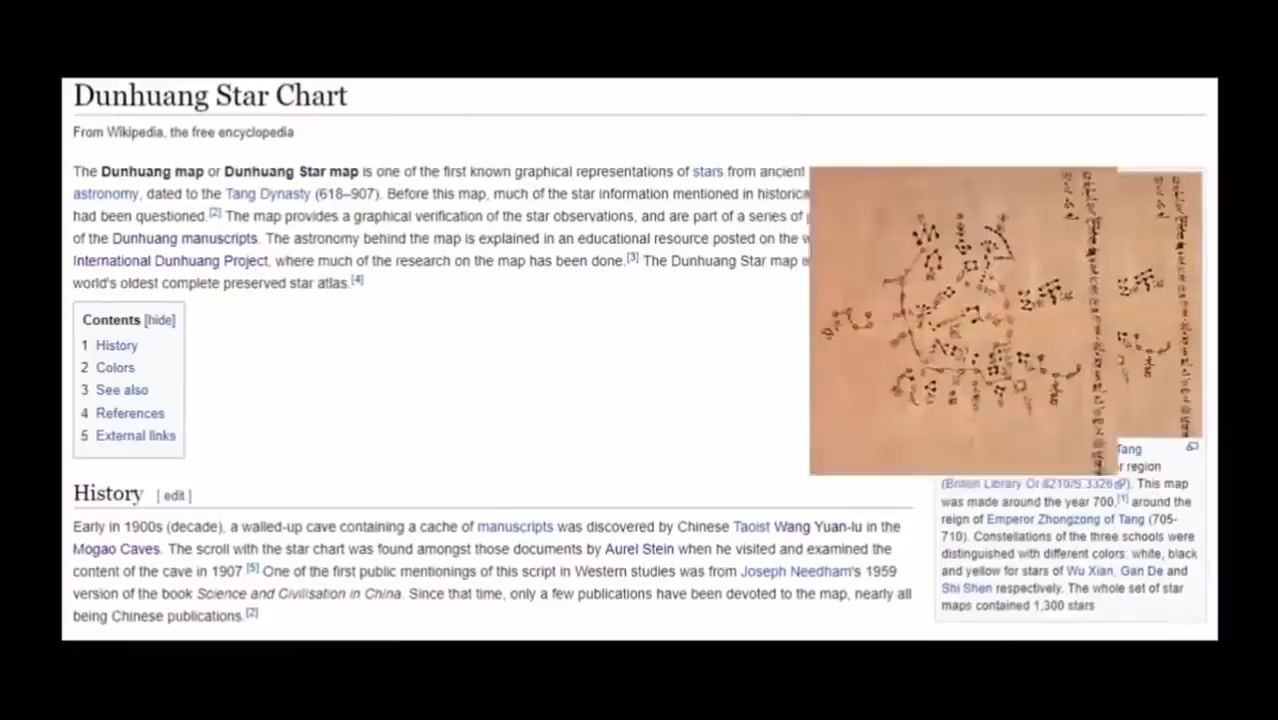 Dunhuang Star Chart
From Wikipedia, the free encyclopedia
The Dunhuang map or Dunhuang Star map is one of the first known graphical representations of stars from ancient
astronomy, dated to the Tang Dynasty (618–907). Before this map, much of the star information mentioned in
had been questioned.[2] The map provides a graphical verification of the star observations, and are part of a series of
of the Dunhuang manuscripts. The astronomy behind the map is explained in an educational resource posted on the
International Dunhuang Project, where much of the research on the map has been done.[3] The Dunhuang Star map
world's oldest complete preserved star atlas.[4]
Contents [hide]
1 History
2 Colors
3 See also
4 References
5 External links
History [ edit ]
Early in 1900s (decade), a walled-up cave containing a cache of manuscripts was discovered by Chinese Taoist Wang Yuan-lu in the
Mogao Caves. The scroll with the star chart was found amongst those documents by Aurel Stein when he visited and examined the
content of the cave in 1907.[5] One of the first public mentionings of this script in Western studies was from Joseph Needham's 1959
version of the book Science and Civilisation in China. Since that time, only a few publications have been devoted to the map, nearly all
being Chinese publications.[2]
Tang
region
(British Library Or.8210/S.3326). This map
was made around the year 700,[1] around the
reign of Emperor Zhongzong of Tang (705-
710). Constellations of the three schools were
distinguished with different colors: white, black
and yellow for stars of Wu Xian, Gan De and
Shi Shen respectively. The whole set of star
maps contained 1,300 stars